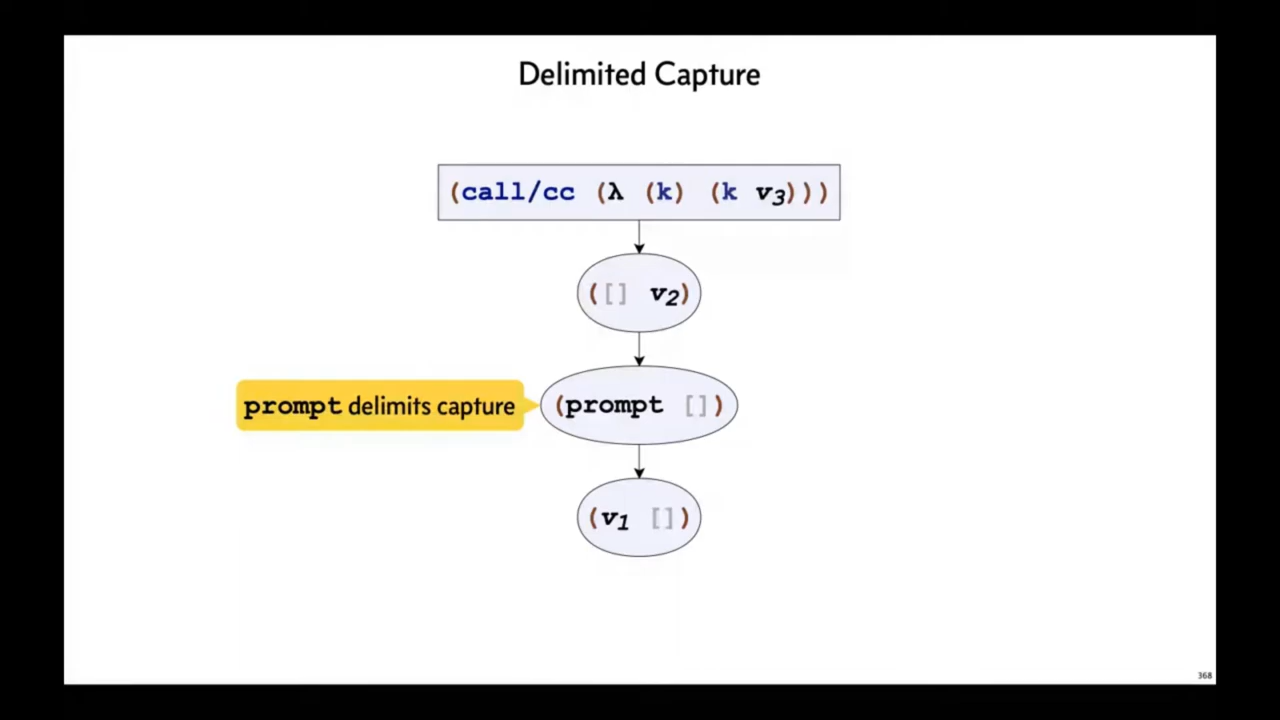 Delimited Capture
(call/cc (λ (k) (k v3)))
([] v2)
prompt delimits capture
(prompt [])
(v1 [])
368